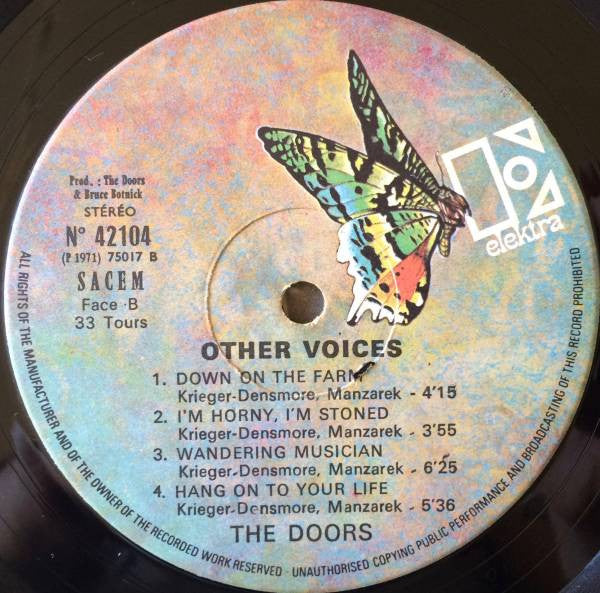 elektra
Prod. : The Doors
& Bruce Botnick
STÉRÉO
N° 42104
(P 1971) 75017 B
SACEM
Face B
33 Tours
OTHER VOICES
1. DOWN ON THE FARM
Krieger-Densmore, Manzarek - 4'15
2. I'M HORNY, I'M STONED
Krieger-Densmore, Manzarek - 3'55
3. WANDERING MUSICIAN
Krieger-Densmore, Manzarek - 6'25
4. HANG ON TO YOUR LIFE
Krieger-Densmore, Manzarek - 5'36
THE DOORS
ALL RIGHTS OF THE MANUFACTURER AND OF THE OWNER OF THE RECORDED WORK RESERVED - UNAUTHORISED COPYING PUBLIC PERFORMANCE AND BROADCASTING OF THIS RECORD PROHIBITED